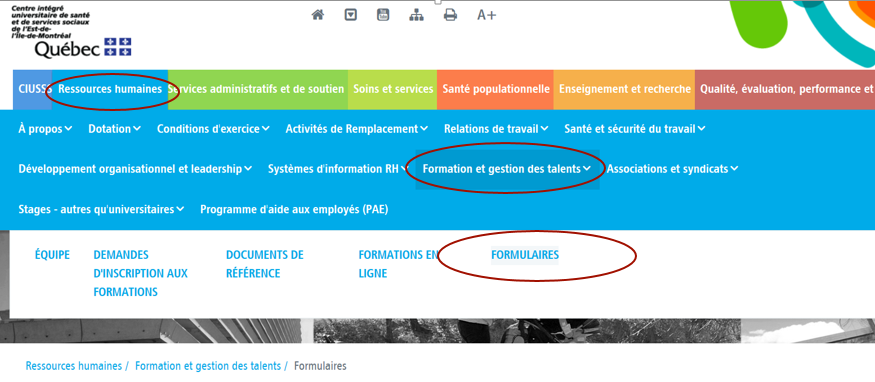 Centre intégré
universitaire de santé
et de services sociaux
de l'Est-de-
l'Île-de-Montréal
Québec
A+
CIUSSS Ressources humaines Services administratifs et de soutien Soins et services Santé populationnelle Enseignement et recherche Qualité, évaluation, performance et
À propos Dotation Conditions d'exercice Activités de Remplacement Relations de travail Santé et sécurité du travail
Développement organisationnel et leadership Systèmes d'information RH Formation et gestion des talents Associations et syndicats
Stages - autres qu'universitaires Programme d'aide aux employés (PAE)
ÉQUIPE
DEMANDES
D'INSCRIPTION AUX
FORMATIONS
DOCUMENTS DE
RÉFÉRENCE
FORMATIONS EN
LIGNE
FORMULAIRES
Ressources humaines / Formation et gestion des talents / Formulaires